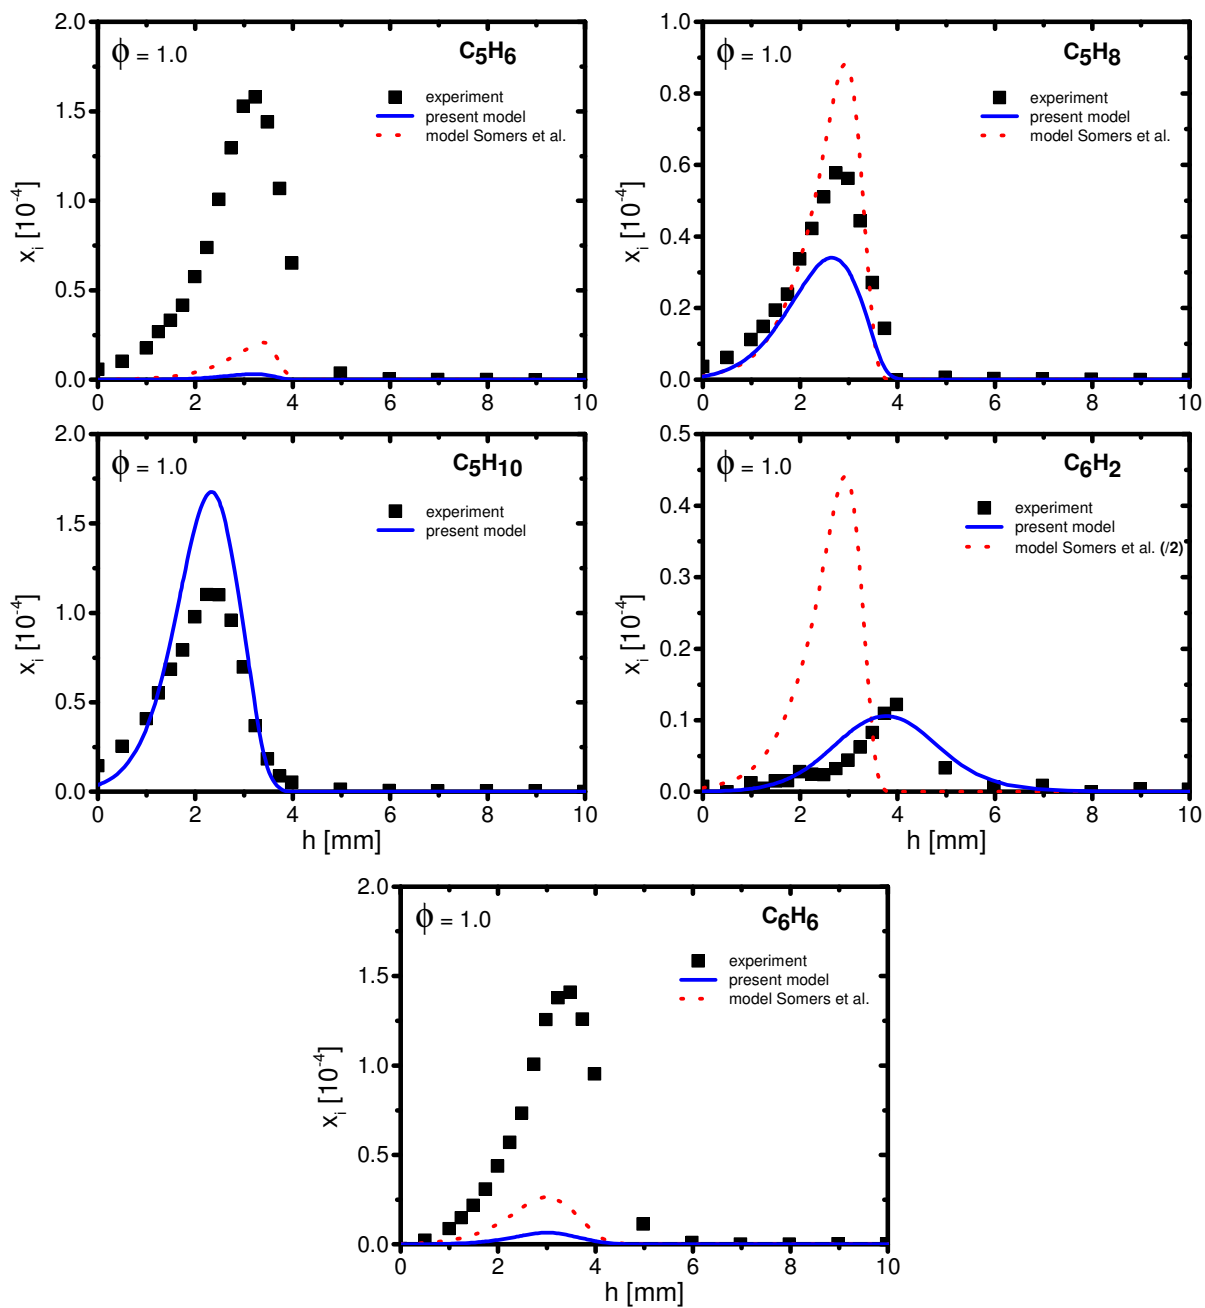 ϕ = 1.0
C5H6
experiment
present model
model Somers et al.
x_i [10^-4]
2.0
1.5
1.0
0.5
0.0
0 2 4 6 8 10
ϕ = 1.0
C5H8
experiment
present model
model Somers et al.
x_i [10^-4]
1.0
0.8
0.6
0.4
0.2
0.0
0 2 4 6 8 10
ϕ = 1.0
C5H10
experiment
present model
x_i [10^-4]
2.0
1.5
1.0
0.5
0.0
0 2 4 6 8 10
h [mm]
ϕ = 1.0
C6H2
experiment
present model
model Somers et al. (/2)
x_i [10^-4]
0.5
0.4
0.3
0.2
0.1
0.0
0 2 4 6 8 10
h [mm]
ϕ = 1.0
C6H6
experiment
present model
model Somers et al.
x_i [10^-4]
2.0
1.5
1.0
0.5
0.0
0 2 4 6 8 10
h [mm]